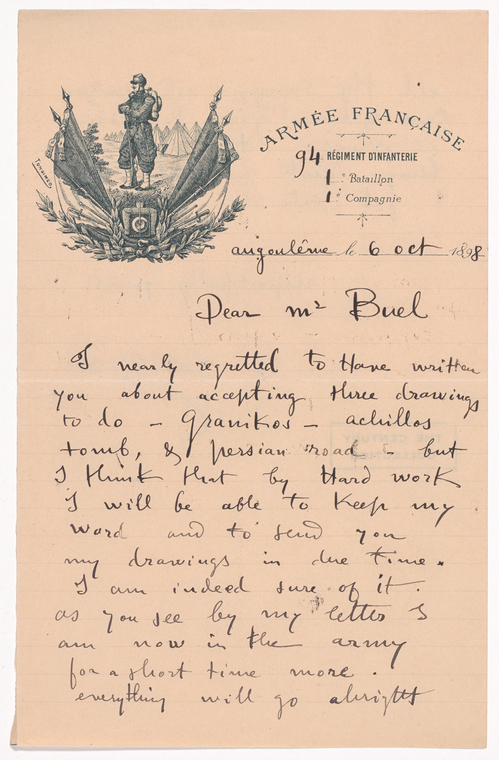 ARMÉE FRANÇAISE
94 RÉGIMENT D'INFANTERIE
1.º Bataillon
1.º Compagnie
angoulême le 6 oct 1898
Dear mr Buel
I nearly regretted to Have written
you about accepting three drawings
to do – Granikos – achillos
tomb, & persian road – but
I think that by Hard work
I will be able to Keep my
word and to send you
my drawings in due time.
I am indeed sure of it.
as you see by my letter I
am now in the army
for a short time more.
everything will go alright